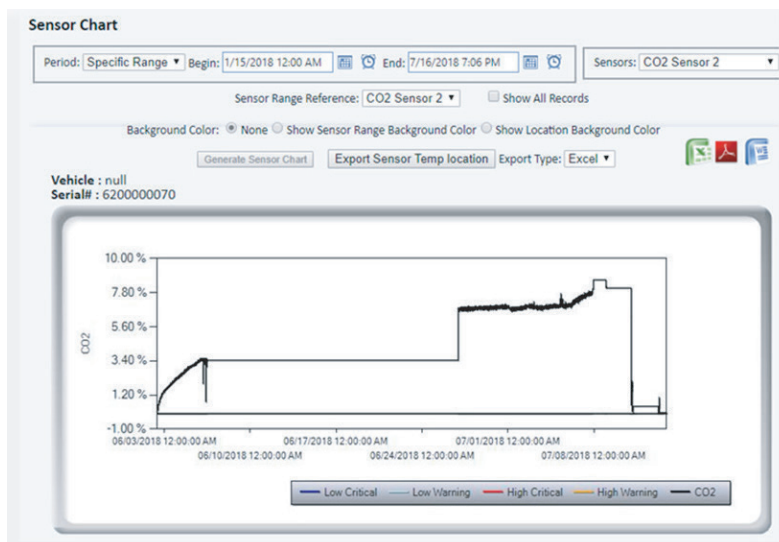 Sensor Chart
Period: Specific Range Begin: 1/15/2018 12:00 AM End: 7/16/2018 7:06 PM Sensors: CO2 Sensor 2
Sensor Range Reference: CO2 Sensor 2 Show All Records
Background Color: None Show Sensor Range Background Color Show Location Background Color
Generate Sensor Chart Export Sensor Temp location Export Type: Excel
Vehicle : null
Serial# : 6200000070
10.00 %
7.80 %
5.60 %
3.40 %
1.20 %
-1.00 %
CO2
06/03/2018 12:00:00 AM 06/17/2018 12:00:00 AM 07/01/2018 12:00:00 AM
06/10/2018 12:00:00 AM 06/24/2018 12:00:00 AM 07/08/2018 12:00:00 AM
Low Critical Low Warning High Critical High Warning CO2